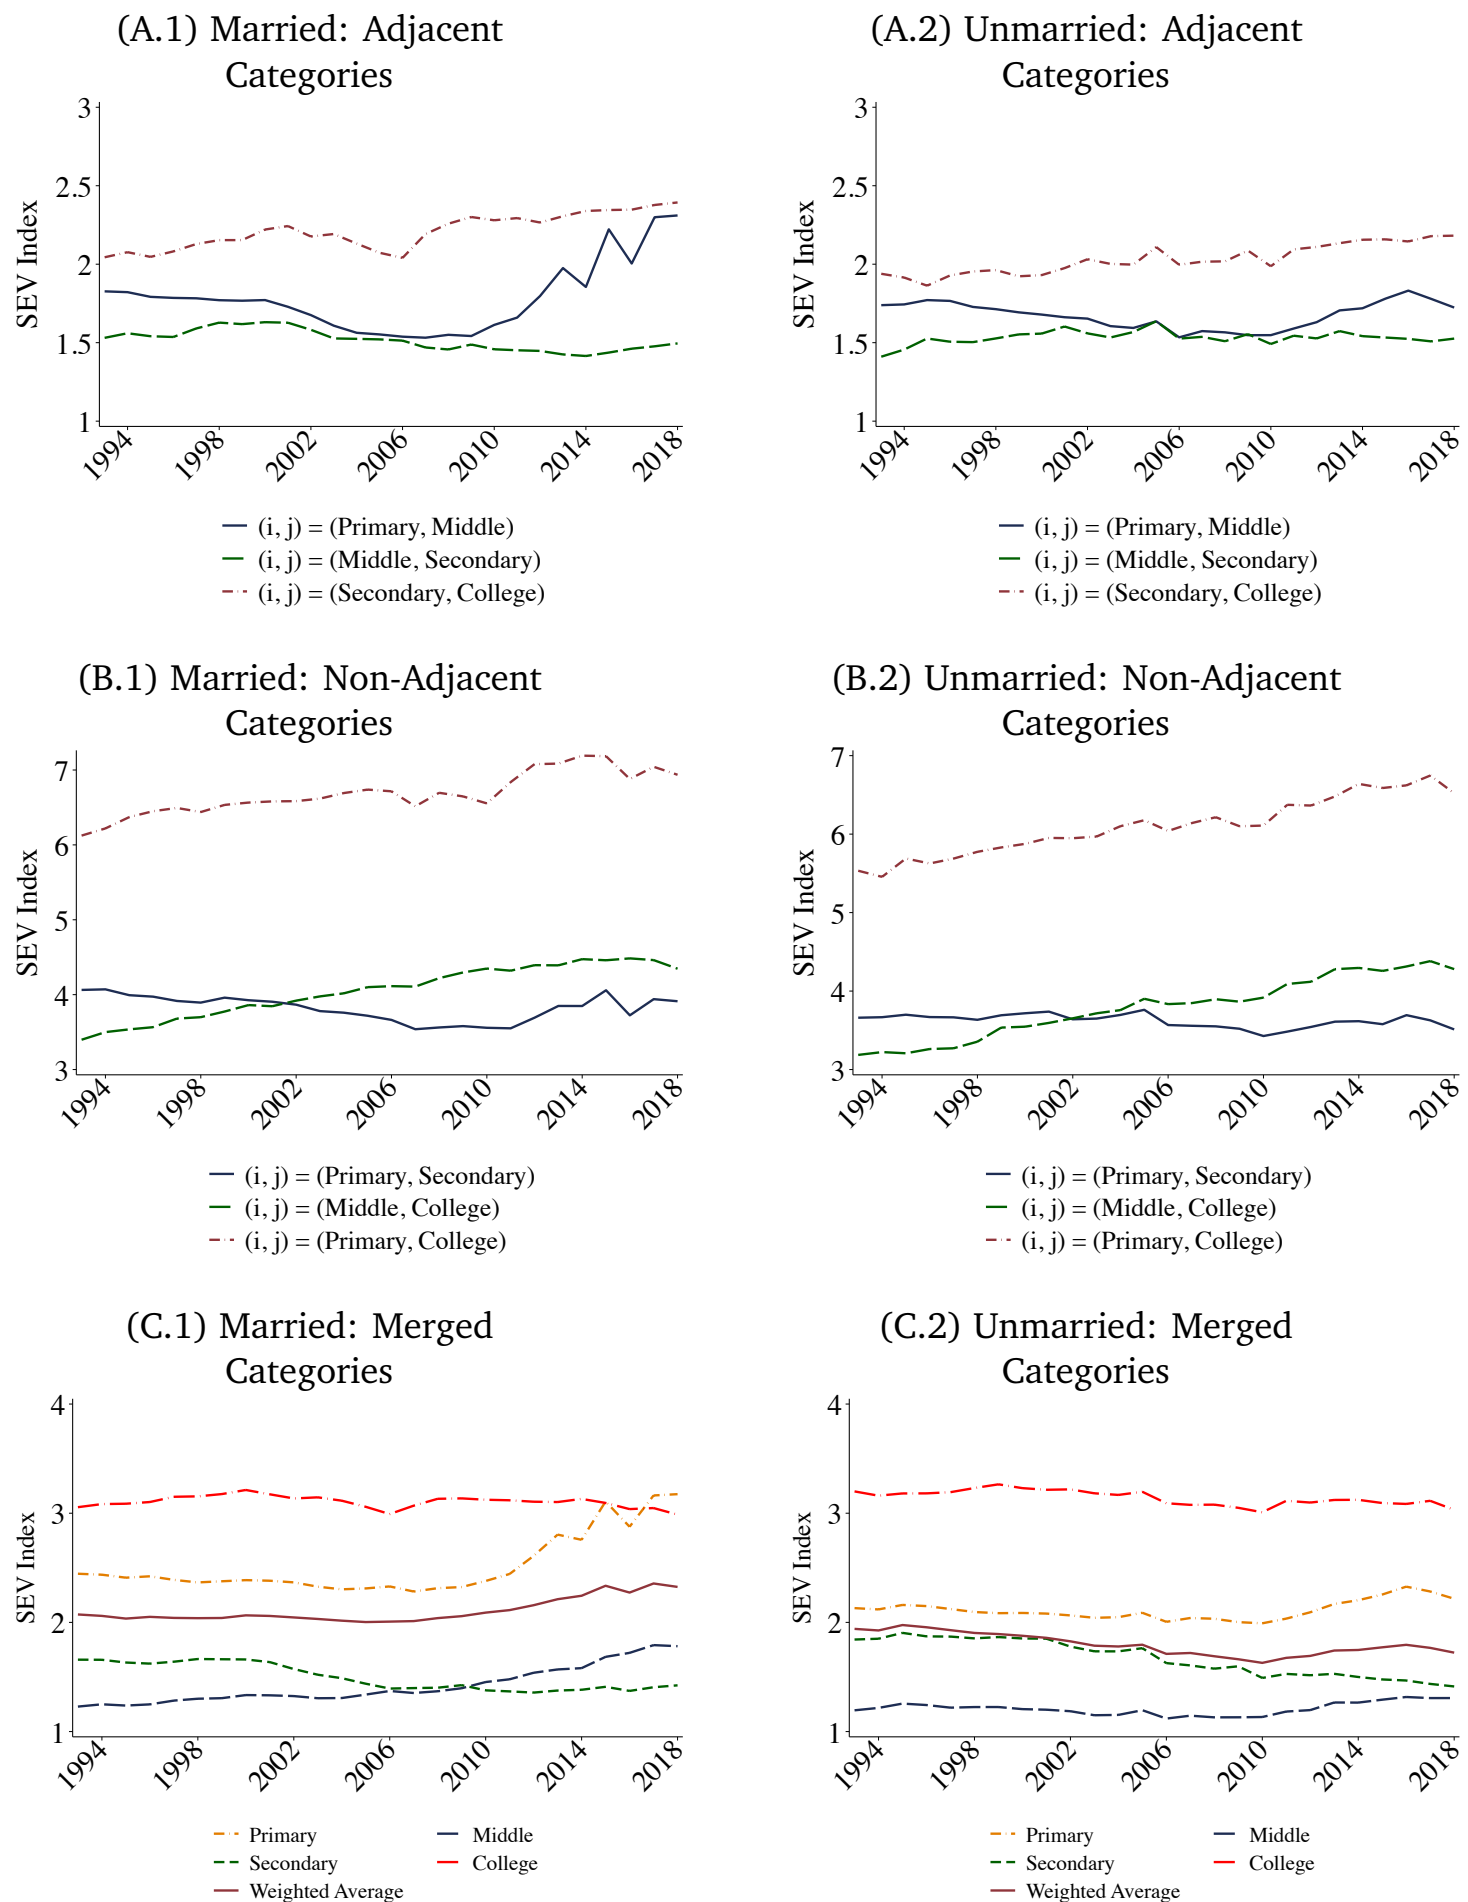 (A.1) Married: Adjacent
Categories
3
2.5
2
1.5
1
SEV Index
1994
1998
2002
2006
2010
2014
2018
(i, j) = (Primary, Middle)
(i, j) = (Middle, Secondary)
(i, j) = (Secondary, College)
(A.2) Unmarried: Adjacent
Categories
3
2.5
2
1.5
1
SEV Index
1994
1998
2002
2006
2010
2014
2018
(i, j) = (Primary, Middle)
(i, j) = (Middle, Secondary)
(i, j) = (Secondary, College)
(B.1) Married: Non-Adjacent
Categories
7
6
5
4
3
SEV Index
1994
1998
2002
2006
2010
2014
2018
(i, j) = (Primary, Secondary)
(i, j) = (Middle, College)
(i, j) = (Primary, College)
(B.2) Unmarried: Non-Adjacent
Categories
7
6
5
4
3
SEV Index
1994
1998
2002
2006
2010
2014
2018
(i, j) = (Primary, Secondary)
(i, j) = (Middle, College)
(i, j) = (Primary, College)
(C.1) Married: Merged
Categories
4
3
2
1
SEV Index
1994
1998
2002
2006
2010
2014
2018
Primary
Middle
Secondary
College
Weighted Average
(C.2) Unmarried: Merged
Categories
4
3
2
1
SEV Index
1994
1998
2002
2006
2010
2014
2018
Primary
Middle
Secondary
College
Weighted Average